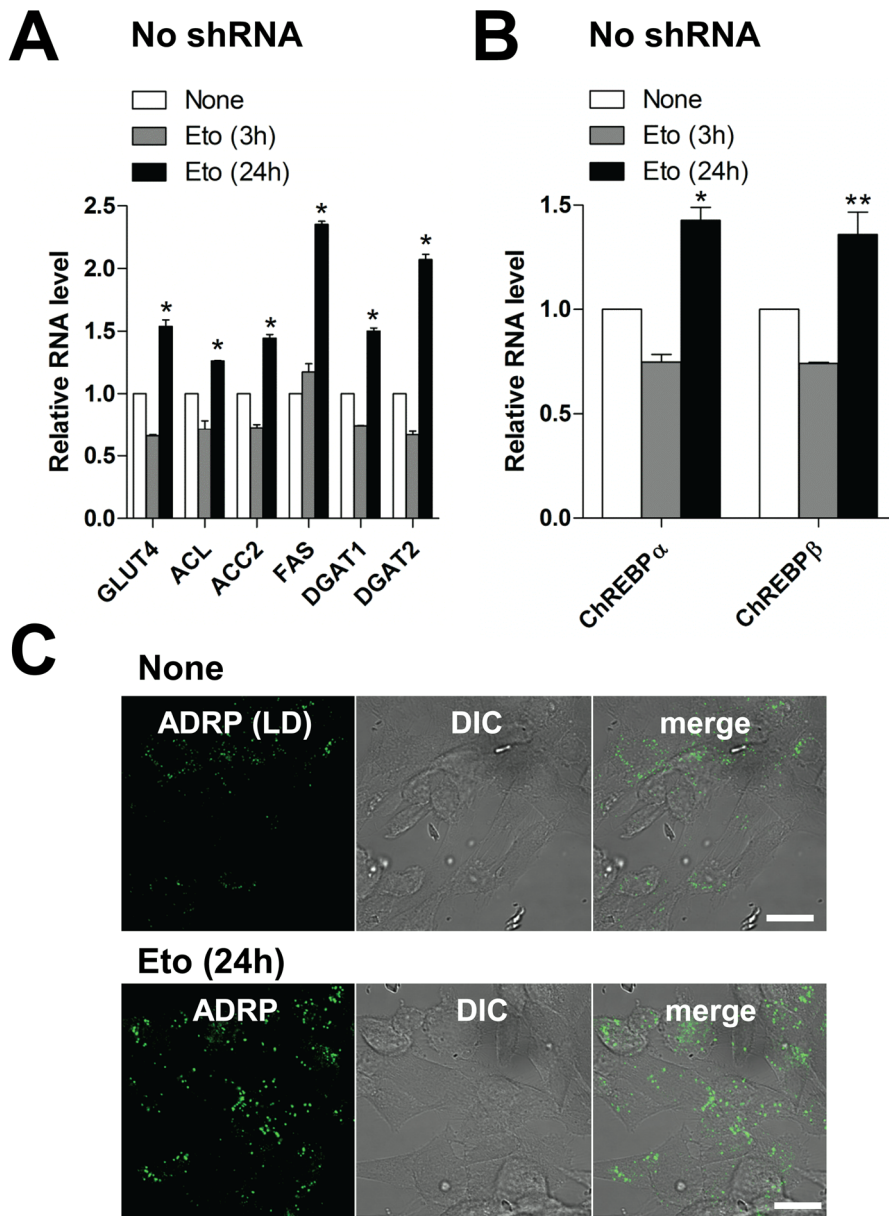 A No shRNA
None
Eto (3h)
Eto (24h)
Relative RNA level
2.5
2.0
1.5
1.0
0.5
0.0
* * * * * *
GLUT4 ACL ACC2 FAS DGAT1 DGAT2
B No shRNA
None
Eto (3h)
Eto (24h)
Relative RNA level
1.5
1.0
0.5
0.0
* **
ChREBPα ChREBPβ
C
None
ADRP (LD) DIC merge
Eto (24h)
ADRP DIC merge